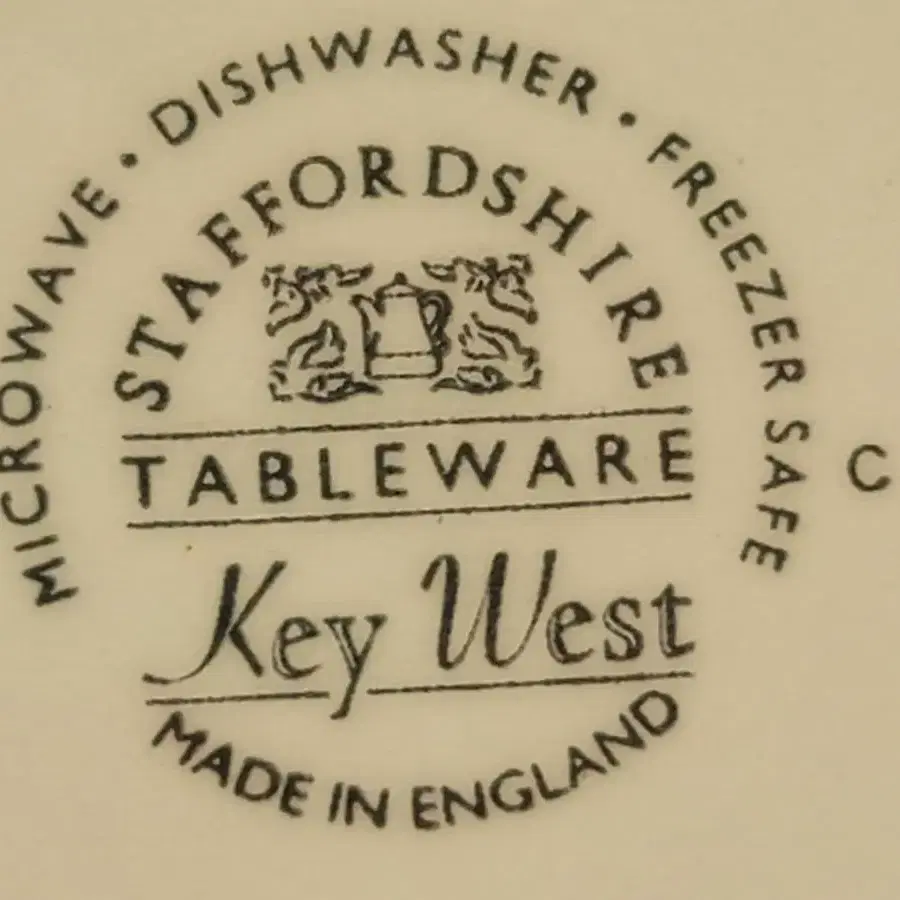 MICROWAVE · DISHWASHER · FREEZER SAFE
STAFFORDSHIRE
TABLEWARE
C
Key West
MADE IN ENGLAND